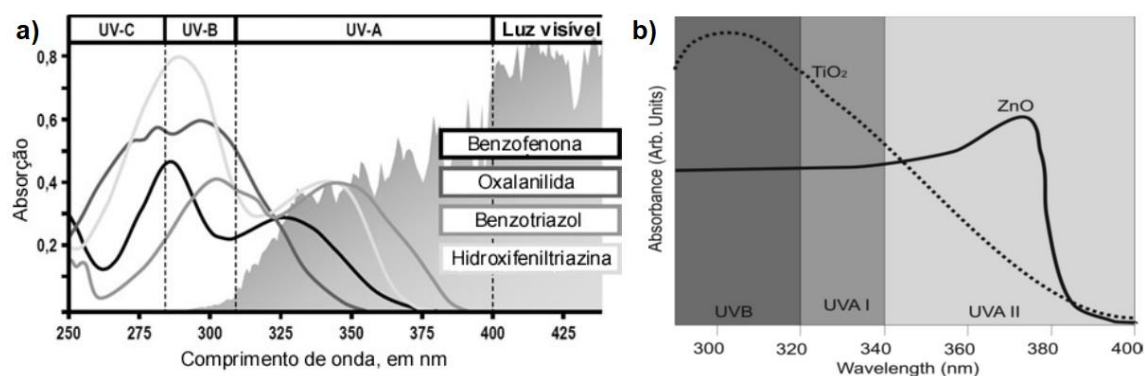 a)
UV-C UV-B UV-A Luz visível
0,8
0,6
0,4
0,2
Absorção
Benzofenona
Oxalanilida
Benzotriazol
Hidroxifeniltriazina
250 275 300 325 350 375 400 425
Comprimento de onda, em nm
b)
Absorbance (Arb. Units)
TiO₂
ZnO
UVB UVA I UVA II
300 320 340 360 380 400
Wavelength (nm)